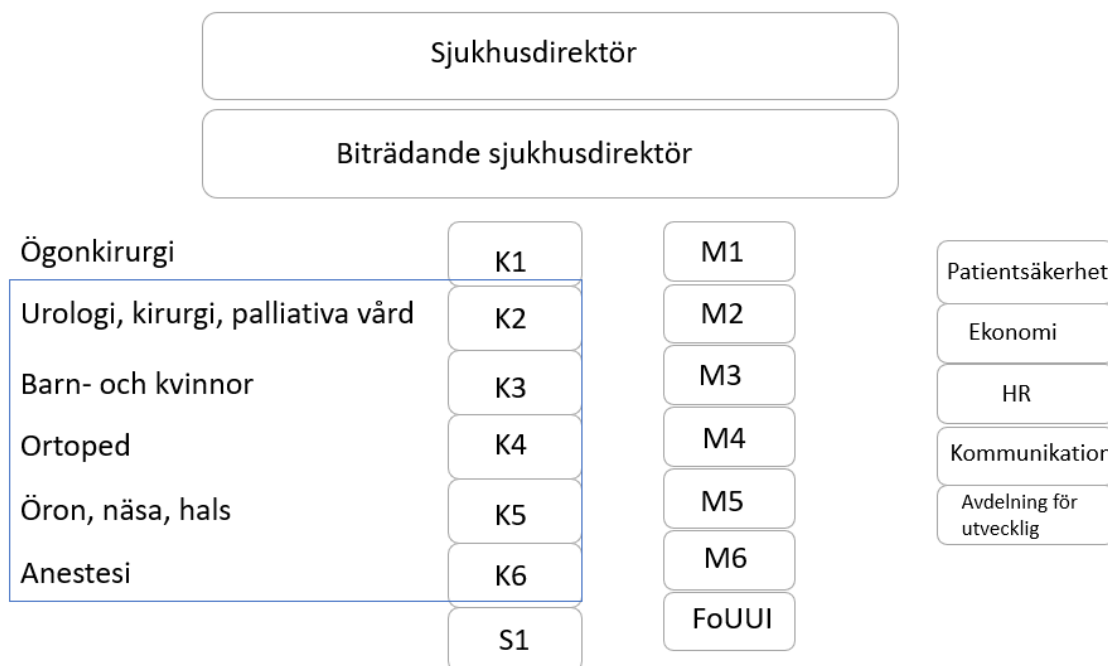 Sjukhusdirektör
Biträdande sjukhusdirektör
Ögonkirurgi
K1
M1
Patientsäkerhet
Urologi, kirurgi, palliativa vård
K2
M2
Ekonomi
Barn- och kvinnor
K3
M3
HR
Ortoped
K4
M4
Kommunikation
Öron, näsa, hals
K5
M5
Avdelning för
utvecklig
Anestesi
K6
M6
S1
FoUUI